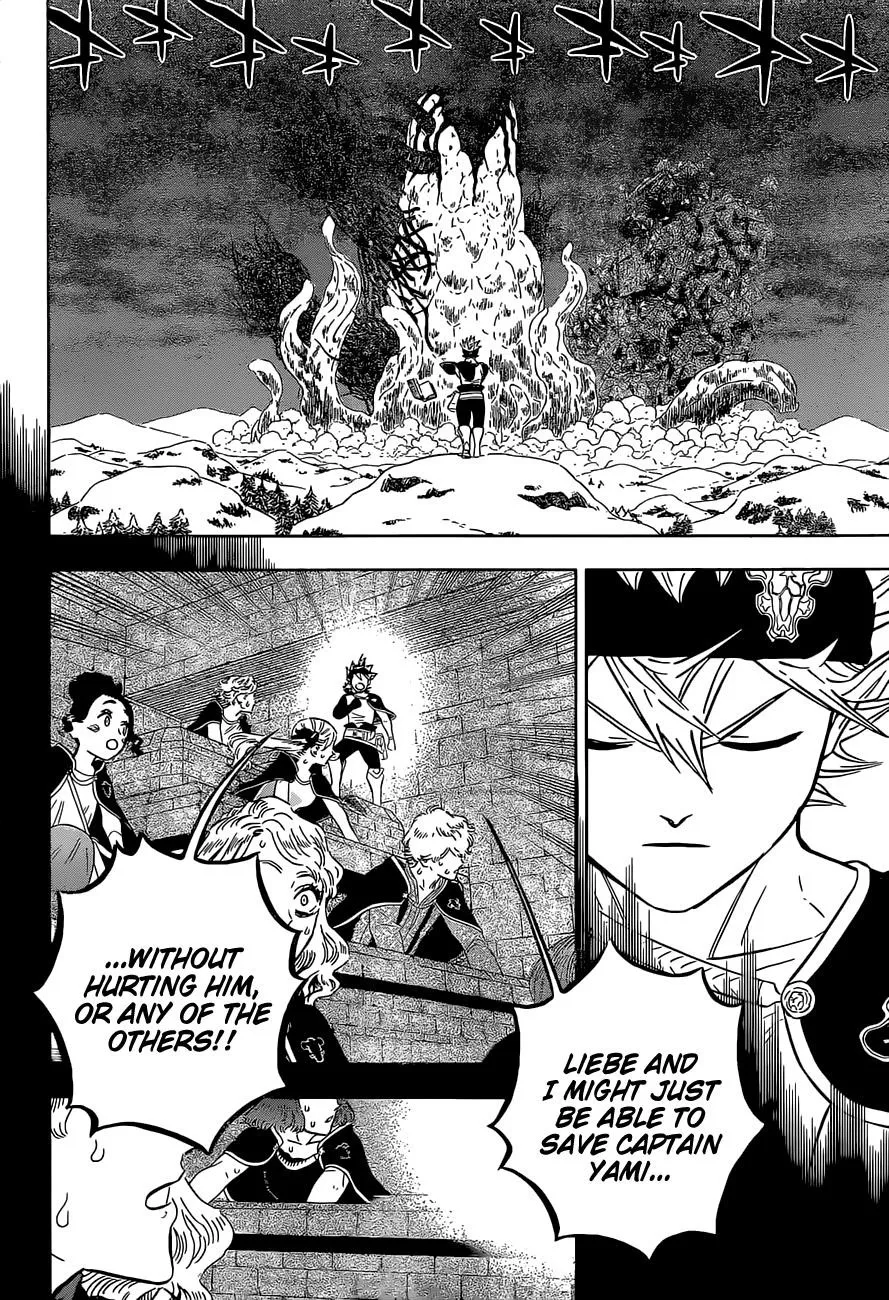 LIEBE AND
I MIGHT JUST
BE ABLE TO
SAVE CAPTAIN
YAMI...
...WITHOUT
HURTING HIM,
OR ANY OF THE
OTHERS!!